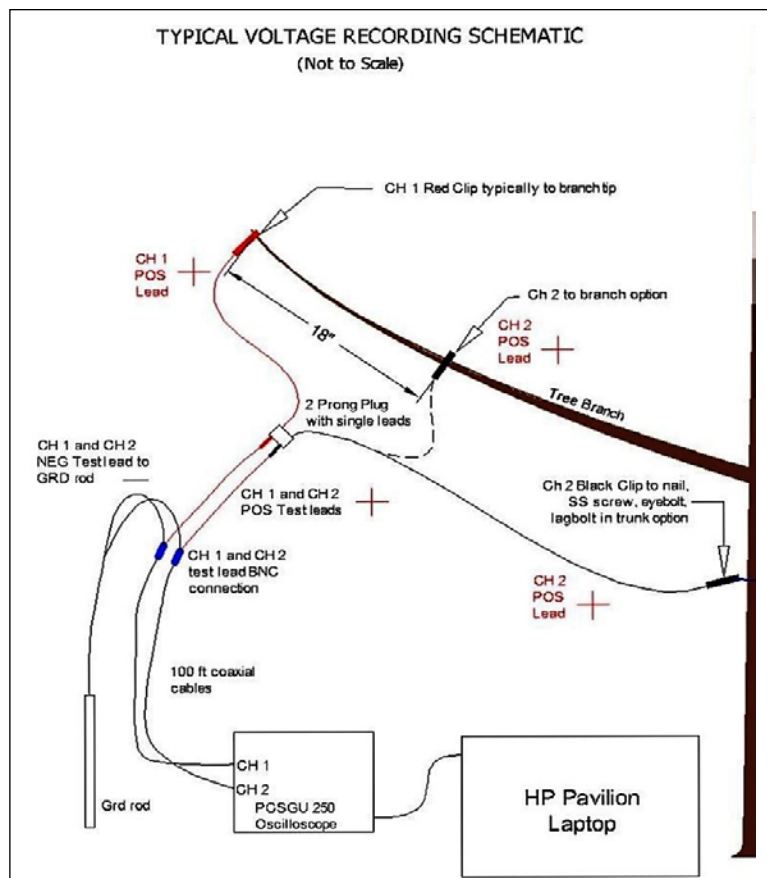 TYPICAL VOLTAGE RECORDING SCHEMATIC
(Not to Scale)
CH 1 Red Clip typically to branch tip
CH 1
POS
Lead
18"
Ch 2 to branch option
CH 2
POS
Lead
Tree Branch
2 Prong Plug
with single leads
CH 1 and CH 2
NEG Test lead to
GRD rod
CH 1 and CH 2
POS Test leads
Ch 2 Black Clip to nail,
SS screw, eyebolt,
lagbolt in trunk option
CH 1 and CH 2
test lead BNC
connection
CH 2
POS
Lead
100 ft coaxial
cables
CH 1
CH 2
PCSGU 250
Oscilloscope
Grd rod
HP Pavilion
Laptop